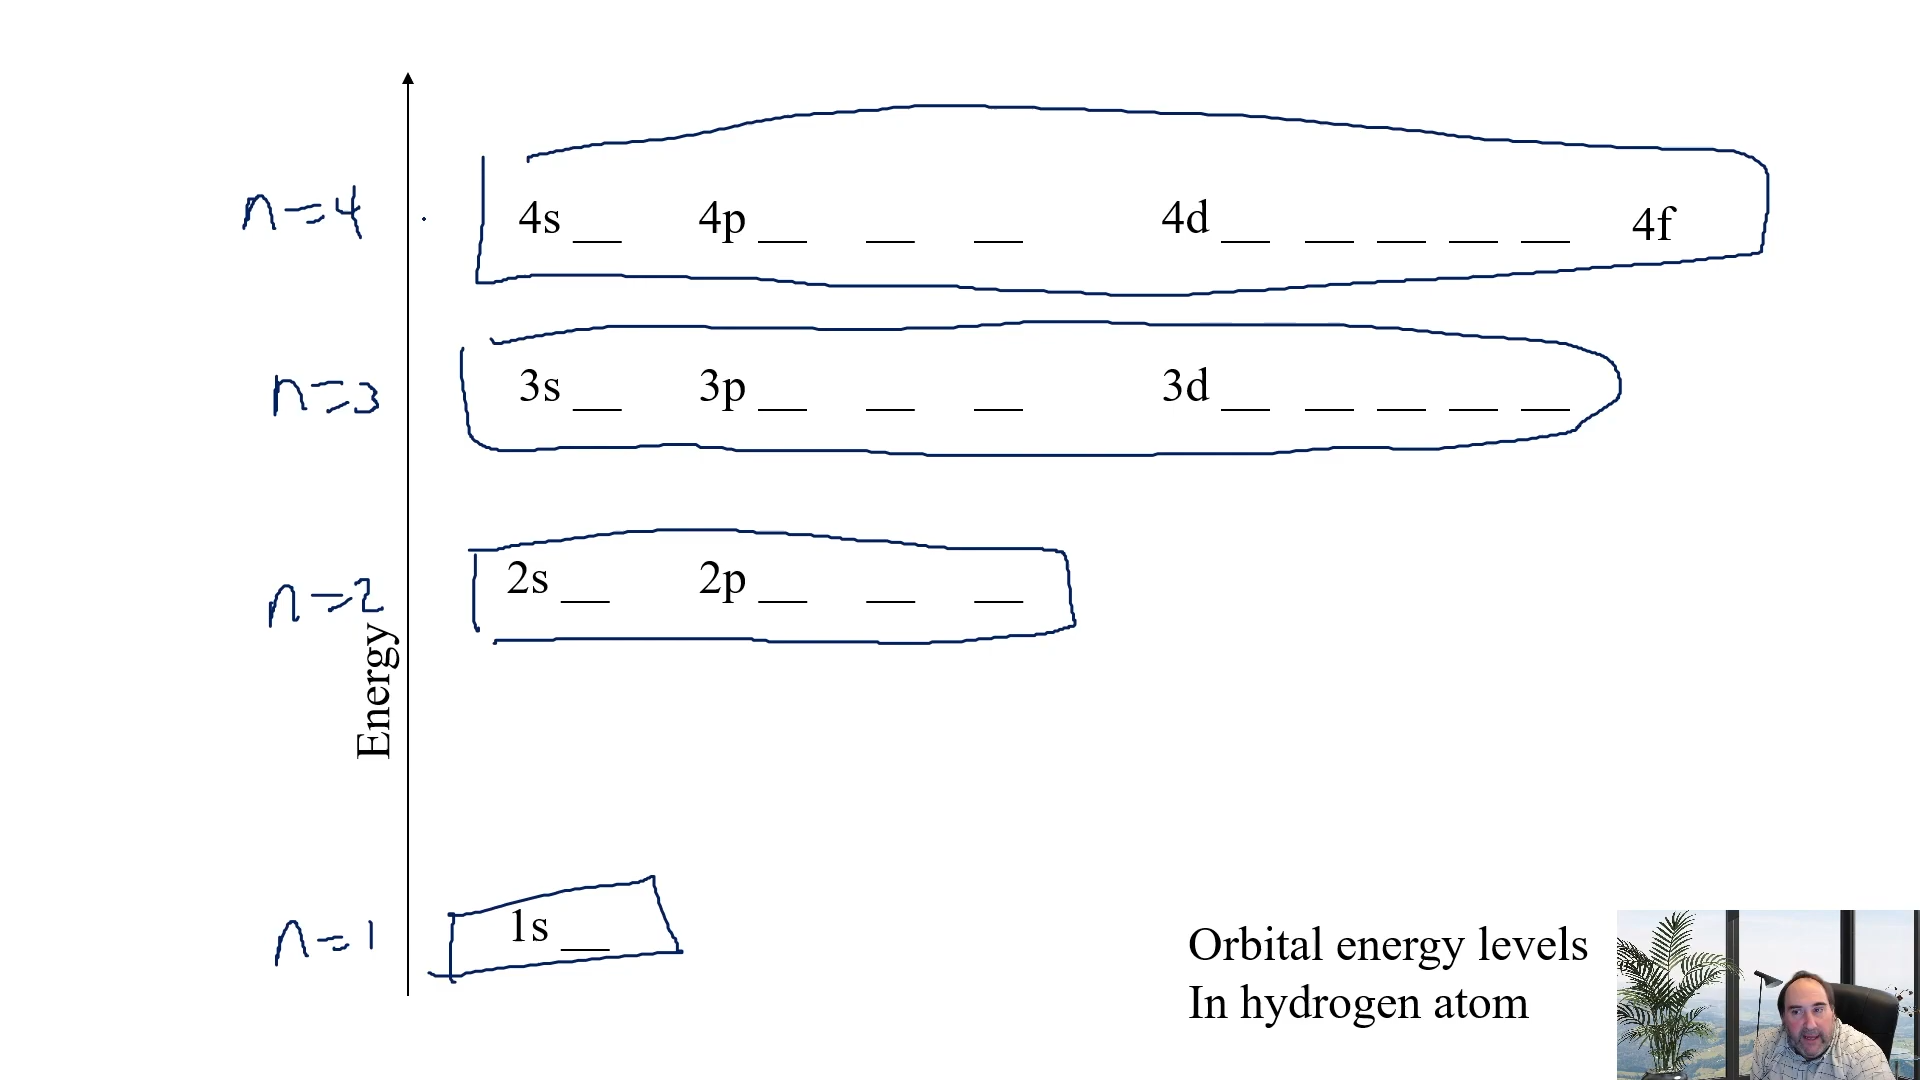 n=4 4s __ 4p __ __ __ 4d __ __ __ __ __ 4f
n=3 3s __ 3p __ __ __ 3d __ __ __ __ __
n=2 2s __ 2p __ __ __
Energy
n=1 1s __
Orbital energy levels
In hydrogen atom